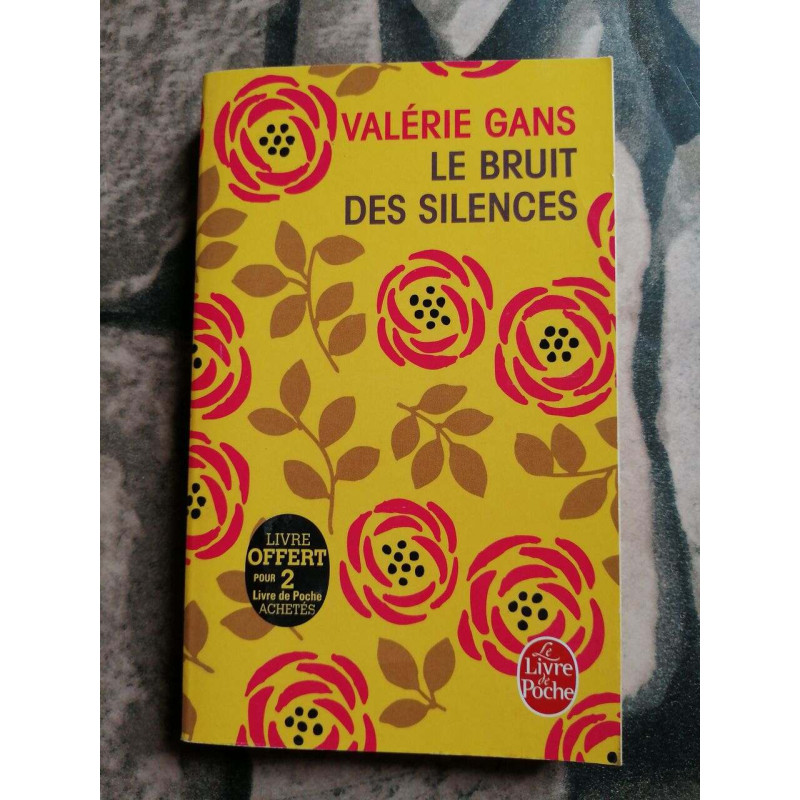 VALÉRIE GANS
LE BRUIT
DES SILENCES
LIVRE
OFFERT
POUR 2
Livre de Poche
ACHETÉS
Le
Livre
de
Poche